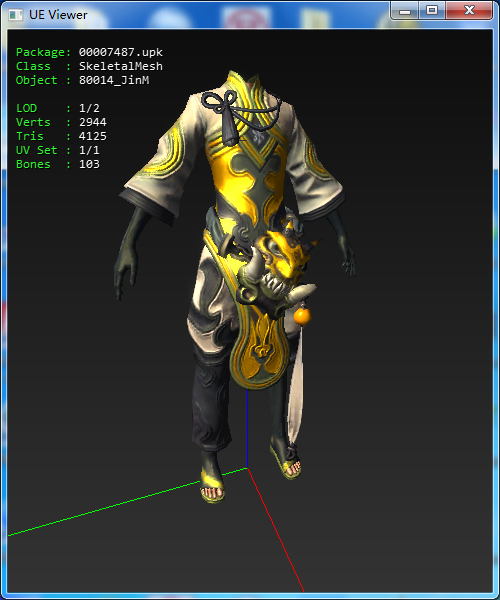 UE Viewer
Package: 00007487.upk
Class : SkeletalMesh
Object : 80014_JinM
LOD : 1/2
Verts : 2944
Tris : 4125
UV Set : 1/1
Bones : 103